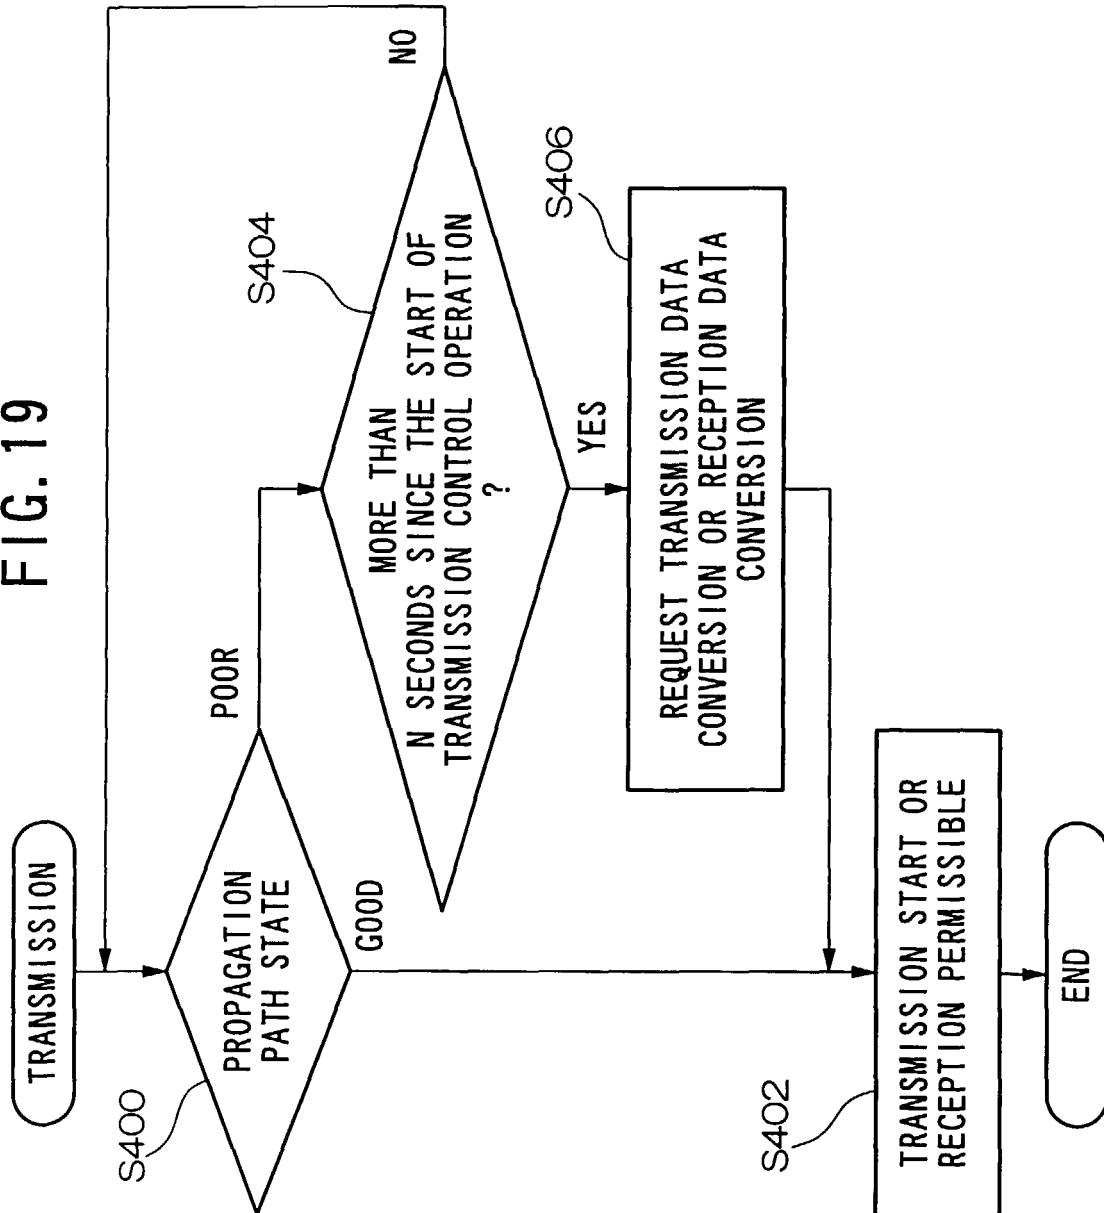 FIG. 19
TRANSMISSION
S400
PROPAGATION
PATH STATE
POOR
GOOD
S404
MORE THAN
N SECONDS SINCE THE START OF
TRANSMISSION CONTROL OPERATION
?
NO
YES
S406
REQUEST TRANSMISSION DATA
CONVERSION OR RECEPTION DATA
CONVERSION
S402
TRANSMISSION START OR
RECEPTION PERMISSIBLE
END